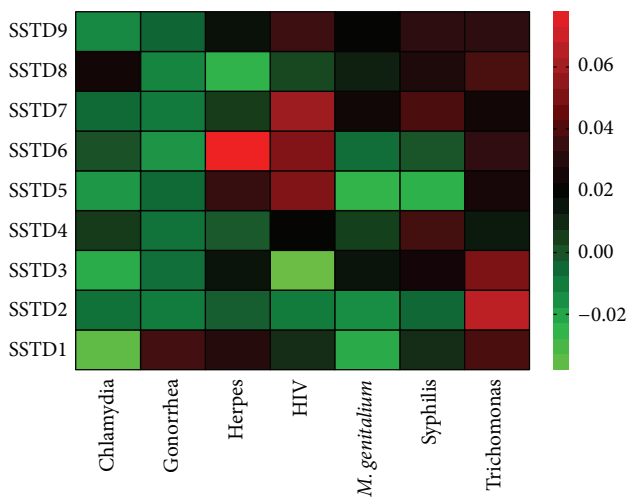 SSTD9
SSTD8
SSTD7
SSTD6
SSTD5
SSTD4
SSTD3
SSTD2
SSTD1
Chlamydia
Gonorrhea
Herpes
HIV
M. genitalium
Syphilis
Trichomonas
0.06
0.04
0.02
0.00
−0.02